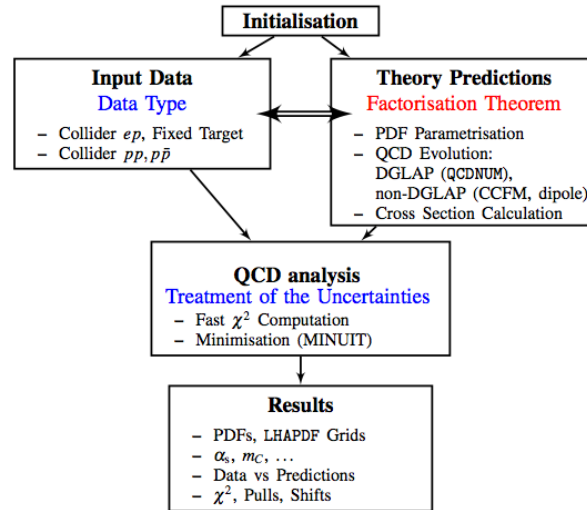 Initialisation
Input Data
Data Type
– Collider ep, Fixed Target
– Collider pp, pp̄
Theory Predictions
Factorisation Theorem
– PDF Parametrisation
– QCD Evolution:
DGLAP (QCDNUM),
non-DGLAP (CCFM, dipole)
– Cross Section Calculation
QCD analysis
Treatment of the Uncertainties
– Fast χ² Computation
– Minimisation (MINUIT)
Results
– PDFs, LHAPDF Grids
– αₛ, m_C, …
– Data vs Predictions
– χ², Pulls, Shifts